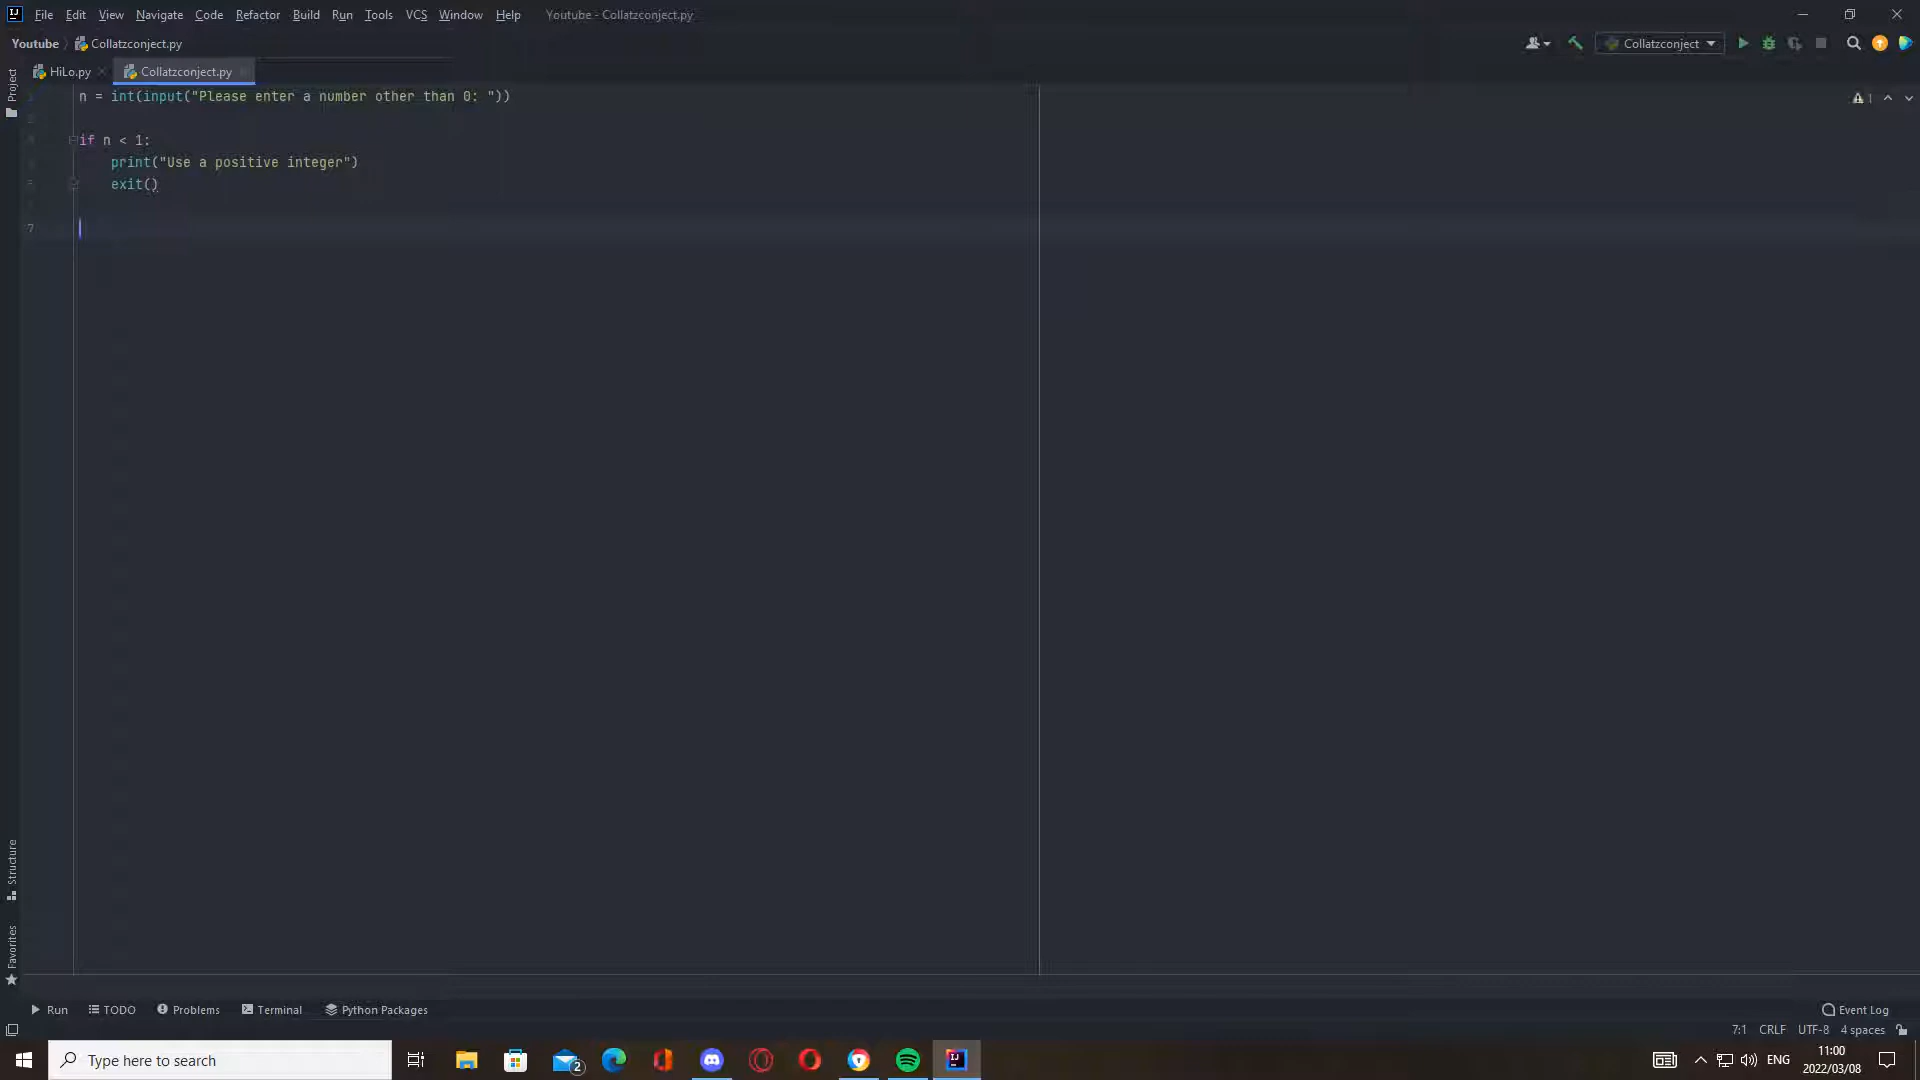 File Edit View Navigate Code Refactor Build Run Tools VCS Window Help Youtube - Collatzconject.py
Youtube Collatzconject.py Collatzconject
HiLo.py Collatzconject.py
Project
n = int(input("Please enter a number other than 0: "))
1
if n < 1:
print("Use a positive integer")
exit()
7
Structure
Favorites
Run TODO Problems Terminal Python Packages Event Log
7:1 CRLF UTF-8 4 spaces
Type here to search 2 ENG 11:00
2022/03/08